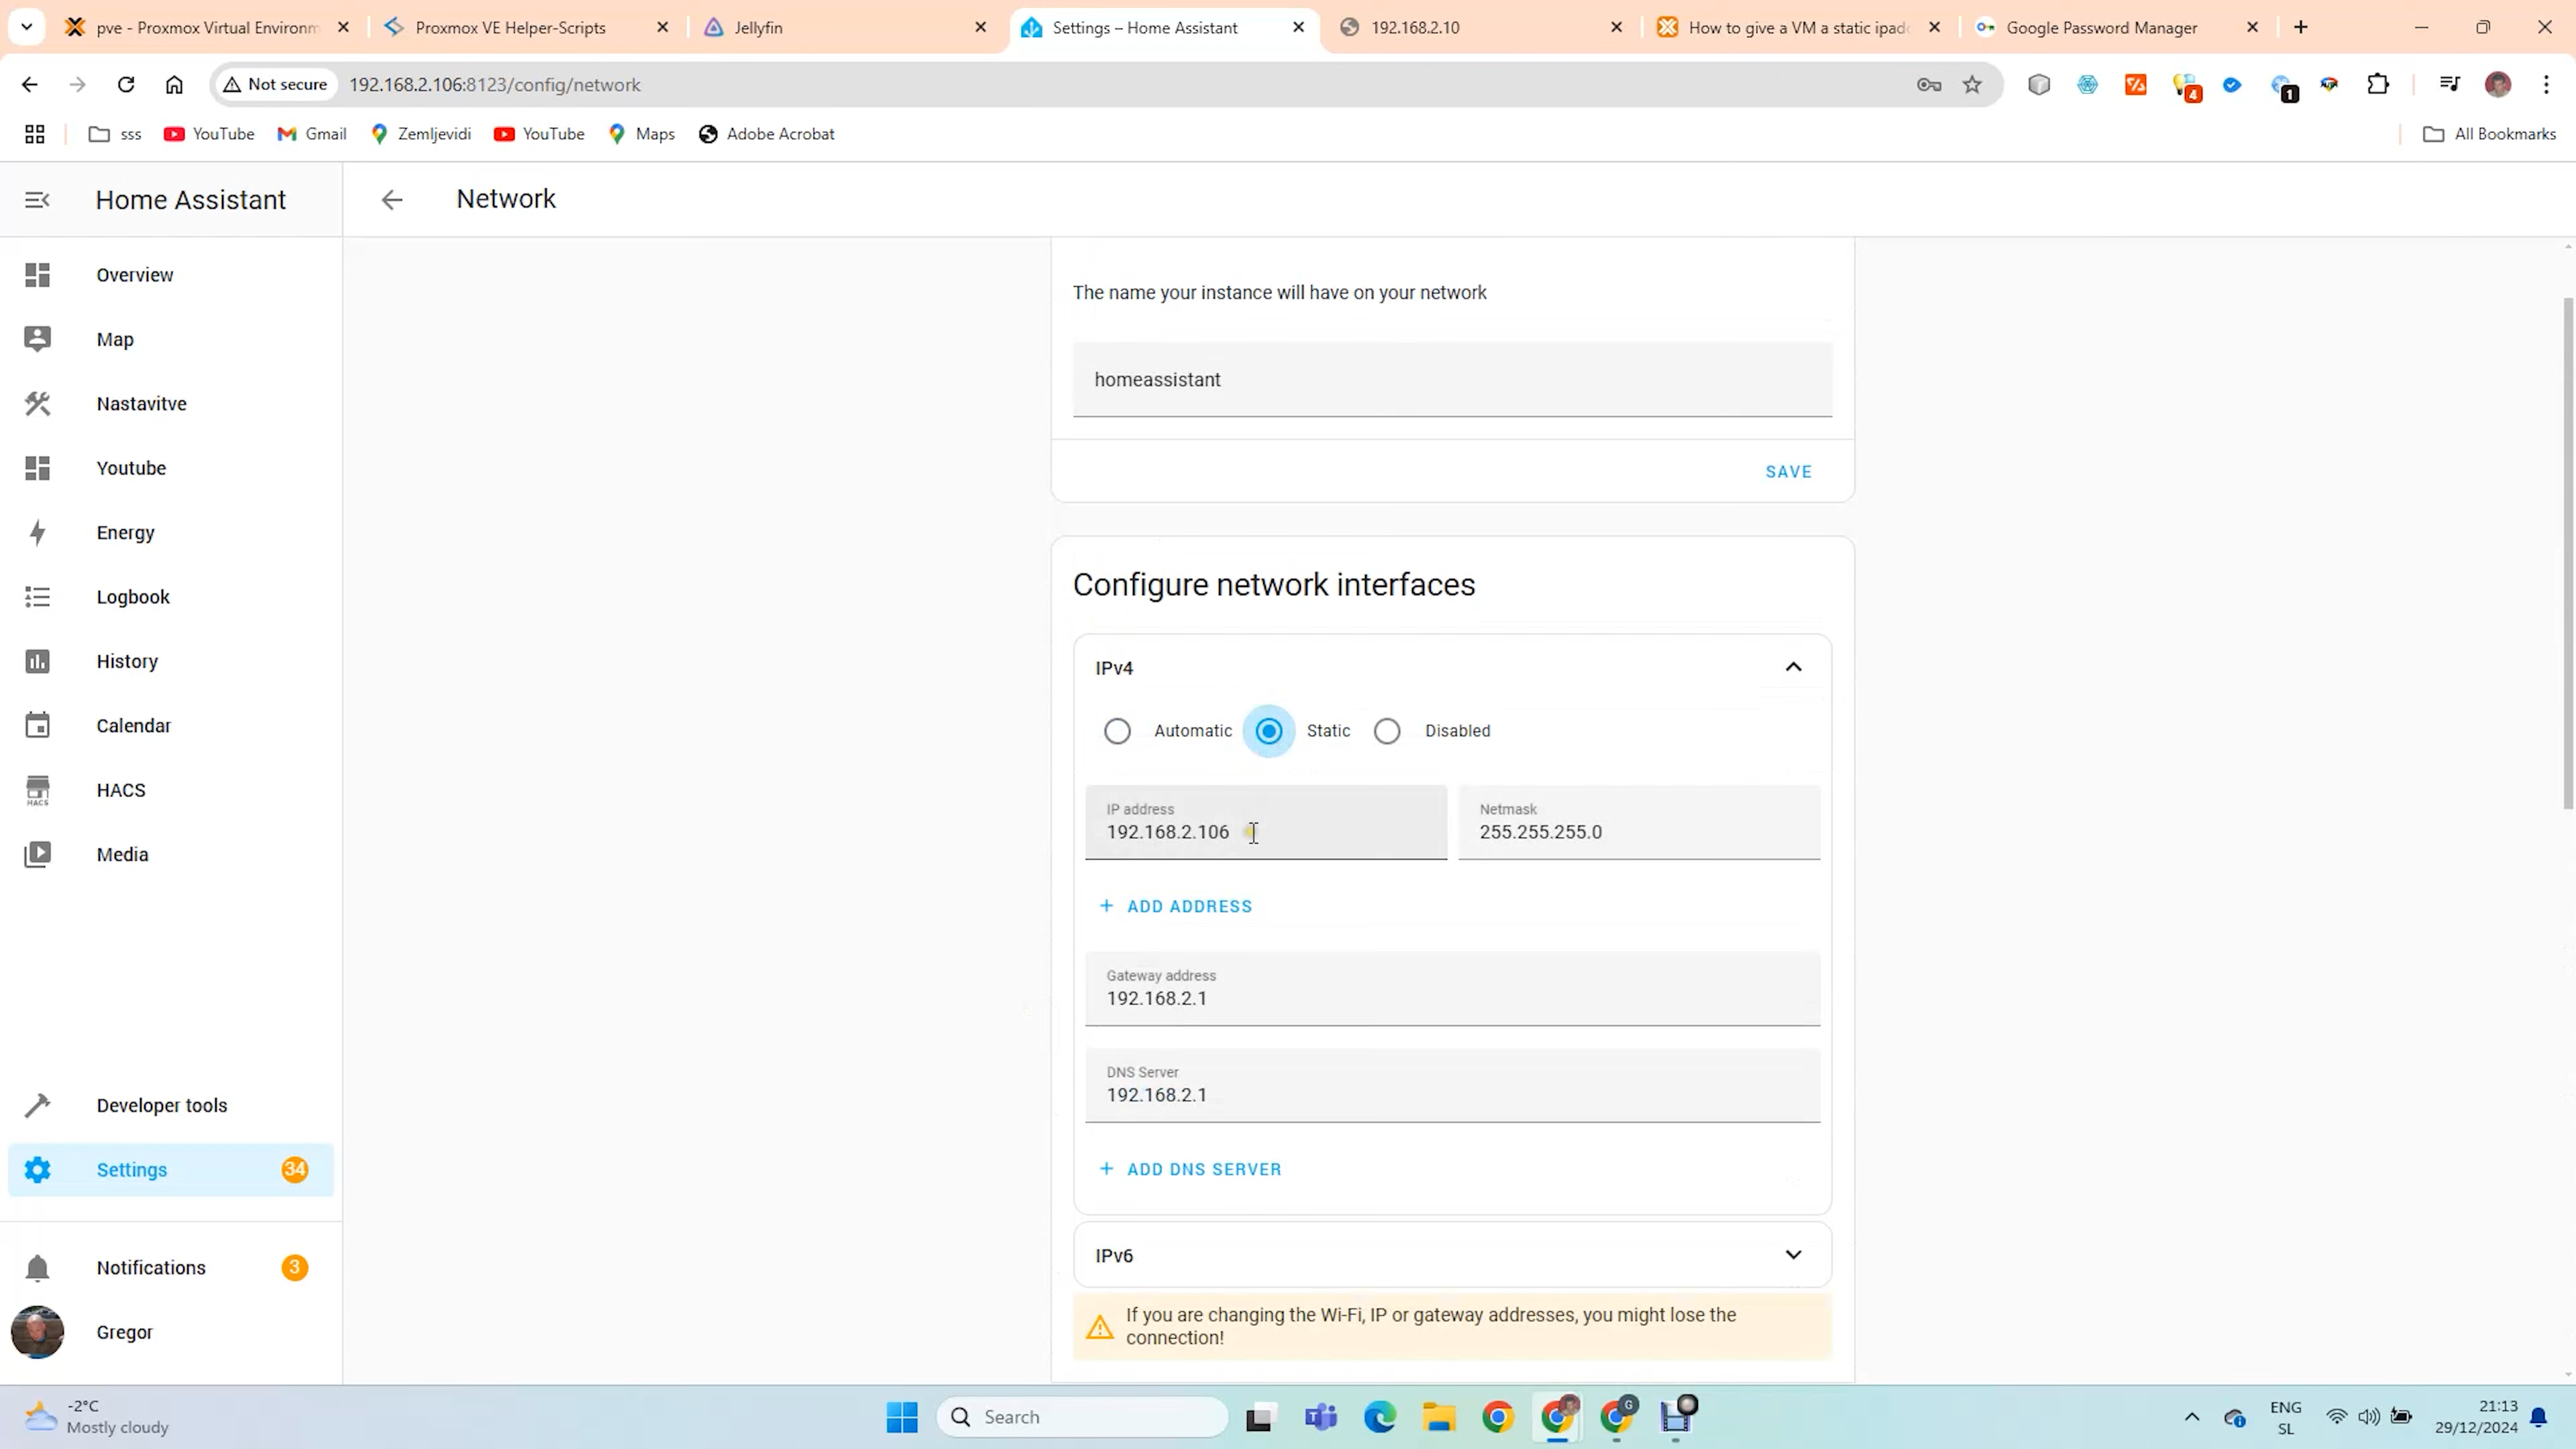 pve - Proxmox Virtual Environm
Proxmox VE Helper-Scripts
Jellyfin
Settings – Home Assistant
192.168.2.10
How to give a VM a static ipad
Google Password Manager
Not secure
192.168.2.106:8123/config/network
4
1
sss
YouTube
Gmail
Zemljevidi
YouTube
Maps
Adobe Acrobat
All Bookmarks
Home Assistant
Network
Overview
Map
Nastavitve
Youtube
Energy
Logbook
History
Calendar
HACS
HACS
Media
Developer tools
Settings
34
Notifications
3
Gregor
The name your instance will have on your network
homeassistant
SAVE
Configure network interfaces
IPv4
Automatic
Static
Disabled
IP address
192.168.2.106
Netmask
255.255.255.0
+ ADD ADDRESS
Gateway address
192.168.2.1
DNS Server
192.168.2.1
+ ADD DNS SERVER
IPv6
If you are changing the Wi-Fi, IP or gateway addresses, you might lose the
connection!
-2°C
Mostly cloudy
Search
G
ENG
SL
21:13
29/12/2024